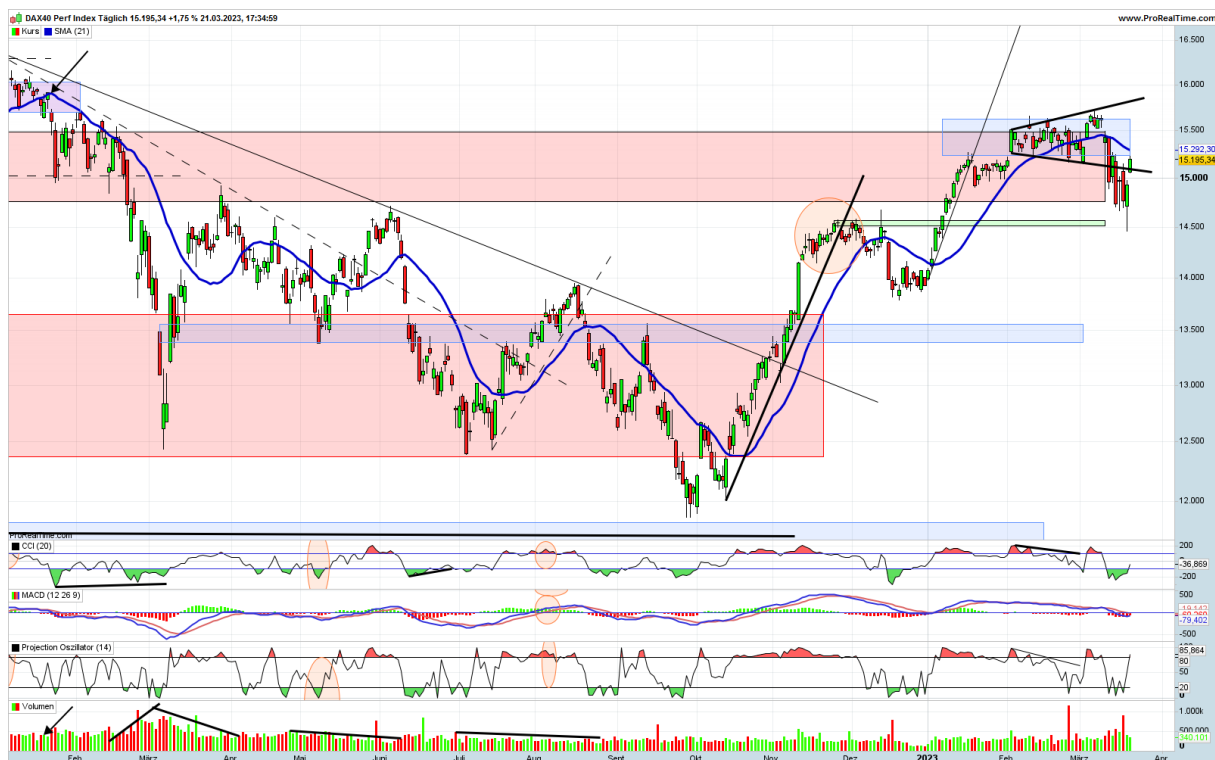 DAX40 Perf Index Täglich 15.195,34 +1,75 % 21.03.2023, 17:34:59
www.ProRealTime.com
Kurs SMA (21)
16.500
16.000
15.500
15.292,30
15.195,34
15.000
14.500
14.000
13.500
13.000
12.500
12.000
ProRealTime.com
CCI (20)
200
0
-36,869
-200
MACD (12 26 9)
500
-79,402
-500
Projection Oszillator (14)
85,864
80
50
20
0
Volumen
1.000k
500.000
340.101
0
Feb März Apr Mai Juni Juli Aug Sept Okt Nov Dez 2023 Feb März Apr